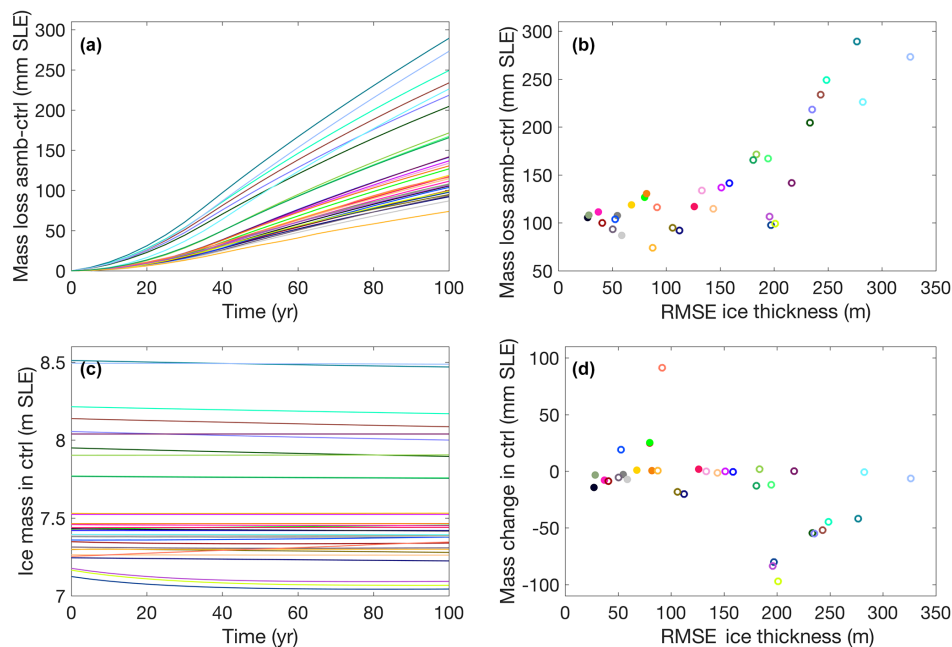 (a)
Mass loss asmb-ctrl (mm SLE)
300
250
200
150
100
50
0
0 20 40 60 80 100
Time (yr)
(b)
Mass loss asmb-ctrl (mm SLE)
300
250
200
150
100
50
0 50 100 150 200 250 300 350
RMSE ice thickness (m)
(c)
Ice mass in ctrl (m SLE)
8.5
8
7.5
7
0 20 40 60 80 100
Time (yr)
(d)
Mass change in ctrl (mm SLE)
100
50
0
-50
-100
0 50 100 150 200 250 300 350
RMSE ice thickness (m)